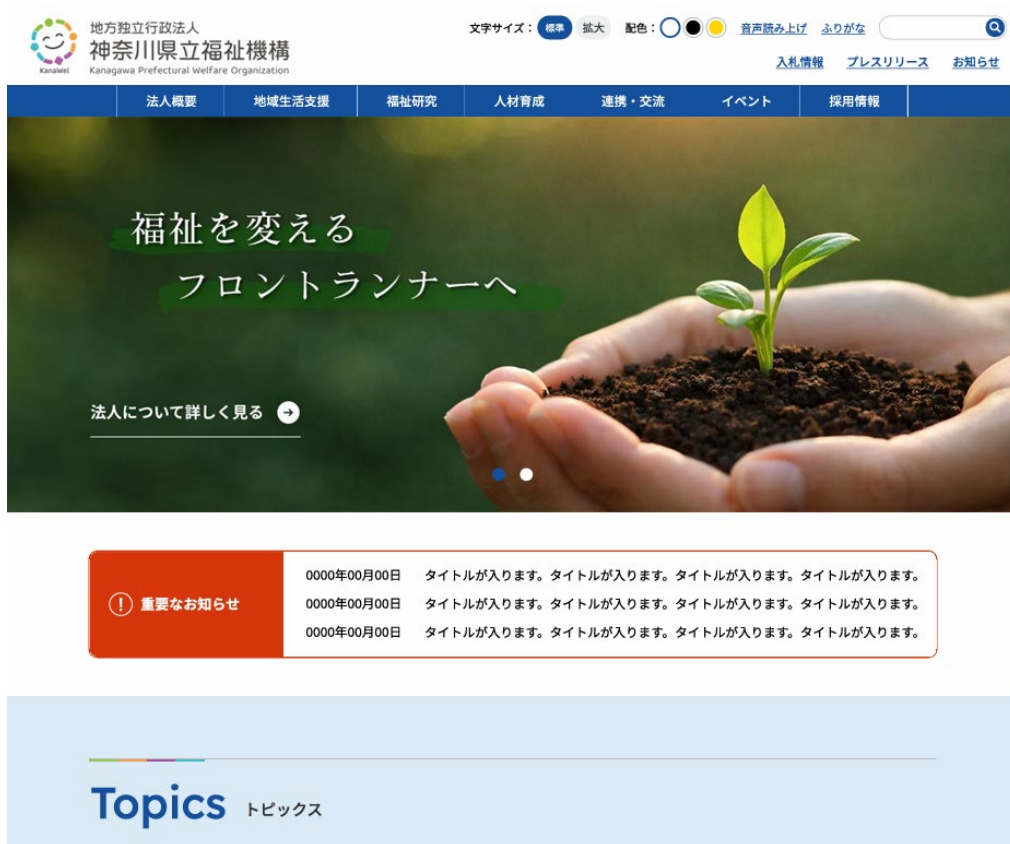 地方独立行政法人
神奈川県立福祉機構
Kanagawa Prefectural Welfare Organization
KanaWel
文字サイズ： 標準 拡大 配色： 音声読み上げ ふりがな
入札情報 プレスリリース お知らせ
法人概要 地域生活支援 福祉研究 人材育成 連携・交流 イベント 採用情報
福祉を変える
フロントランナーへ
法人について詳しく見る
重要なお知らせ
0000年00月00日 タイトルが入ります。タイトルが入ります。タイトルが入ります。タイトルが入ります。
0000年00月00日 タイトルが入ります。タイトルが入ります。タイトルが入ります。タイトルが入ります。
0000年00月00日 タイトルが入ります。タイトルが入ります。タイトルが入ります。タイトルが入ります。
Topics トピックス